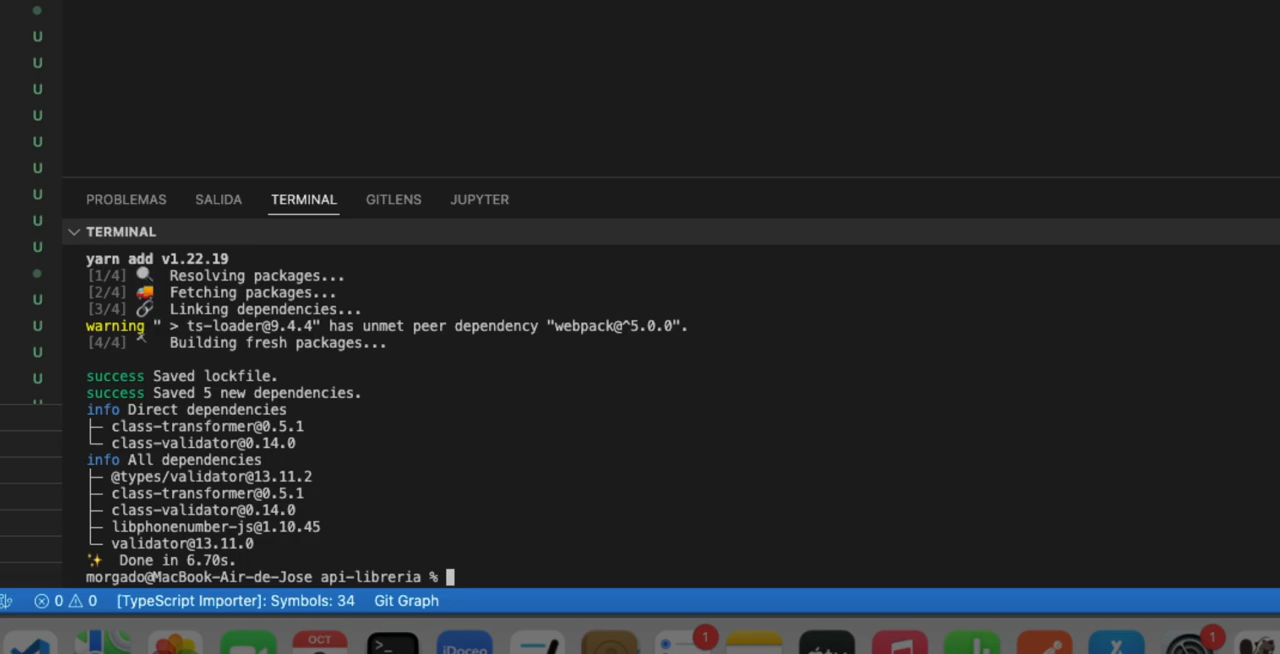 U
U
U
U
U
U
U
U
U
U
U
U
U
PROBLEMAS SALIDA TERMINAL GITLENS JUPYTER
TERMINAL
yarn add v1.22.19
[1/4] 🔍 Resolving packages...
[2/4] 🚚 Fetching packages...
[3/4] 🔗 Linking dependencies...
warning " > ts-loader@9.4.4" has unmet peer dependency "webpack@^5.0.0".
[4/4] 🔨 Building fresh packages...
success Saved lockfile.
success Saved 5 new dependencies.
info Direct dependencies
├─ class-transformer@0.5.1
└─ class-validator@0.14.0
info All dependencies
├─ @types/validator@13.11.2
├─ class-transformer@0.5.1
├─ class-validator@0.14.0
├─ libphonenumber-js@1.10.45
└─ validator@13.11.0
✨ Done in 6.70s.
morgado@MacBook-Air-de-Jose api-libreria %
0 0 [TypeScript Importer]: Symbols: 34 Git Graph
OCT
>_
iDoceo
1
tv
1